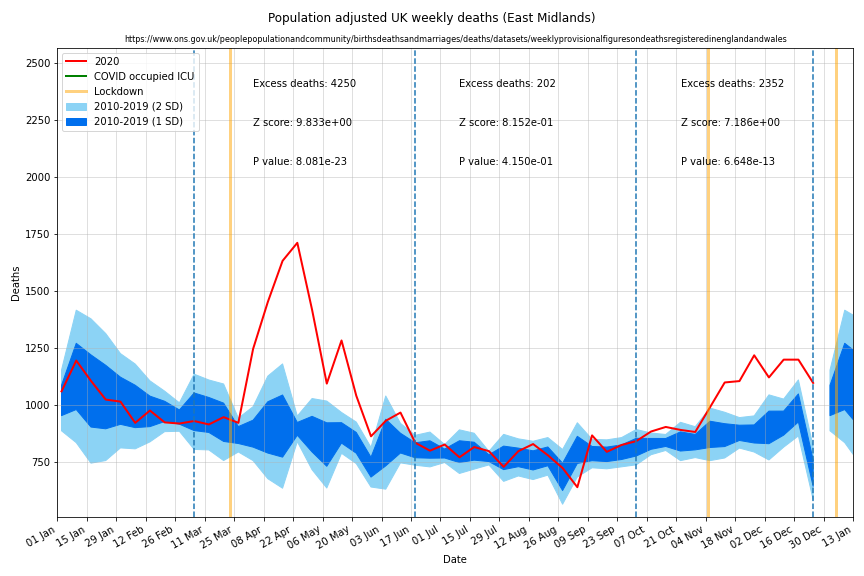 Population adjusted UK weekly deaths (East Midlands)
https://www.ons.gov.uk/peoplepopulationandcommunity/birthsdeathsandmarriages/deaths/datasets/weeklyprovisionalfiguresondeathsregisteredinenglandandwales
2020
COVID occupied ICU
Lockdown
2010-2019 (2 SD)
2010-2019 (1 SD)
Excess deaths: 4250
Z score: 9.833e+00
P value: 8.081e-23
Excess deaths: 202
Z score: 8.152e-01
P value: 4.150e-01
Excess deaths: 2352
Z score: 7.186e+00
P value: 6.648e-13
2500
2250
2000
1750
1500
1250
1000
750
Deaths
01 Jan
15 Jan
29 Jan
12 Feb
26 Feb
11 Mar
25 Mar
08 Apr
22 Apr
06 May
20 May
03 Jun
17 Jun
01 Jul
15 Jul
29 Jul
12 Aug
26 Aug
09 Sep
23 Sep
07 Oct
21 Oct
04 Nov
18 Nov
02 Dec
16 Dec
30 Dec
13 Jan
Date